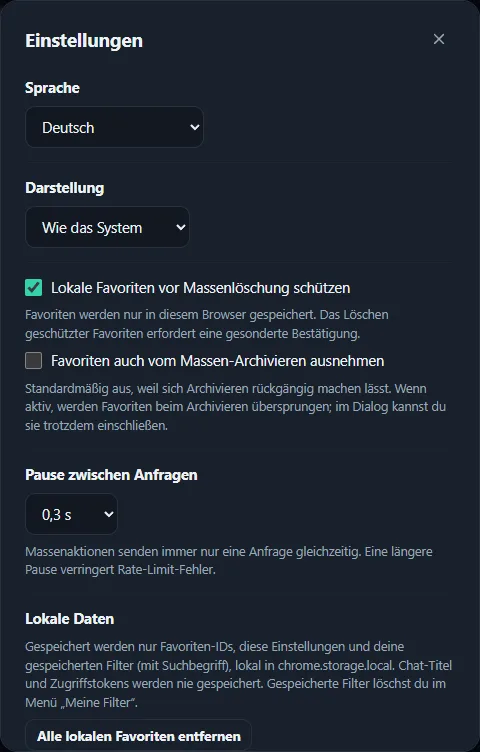 Einstellungen
Sprache
Deutsch
Darstellung
Wie das System
Lokale Favoriten vor Massenlöschung schützen
Favoriten werden nur in diesem Browser gespeichert. Das Löschen
geschützter Favoriten erfordert eine gesonderte Bestätigung.
Favoriten auch vom Massen-Archivieren ausnehmen
Standardmäßig aus, weil sich Archivieren rückgängig machen lässt. Wenn
aktiv, werden Favoriten beim Archivieren übersprungen; im Dialog kannst du
sie trotzdem einschließen.
Pause zwischen Anfragen
0,3 s
Massenaktionen senden immer nur eine Anfrage gleichzeitig. Eine längere
Pause verringert Rate-Limit-Fehler.
Lokale Daten
Gespeichert werden nur Favoriten-IDs, diese Einstellungen und deine
gespeicherten Filter (mit Suchbegriff), lokal in chrome.storage.local. Chat-Titel
und Zugriffstokens werden nie gespeichert. Gespeicherte Filter löschst du im
Menü „Meine Filter“.
Alle lokalen Favoriten entfernen